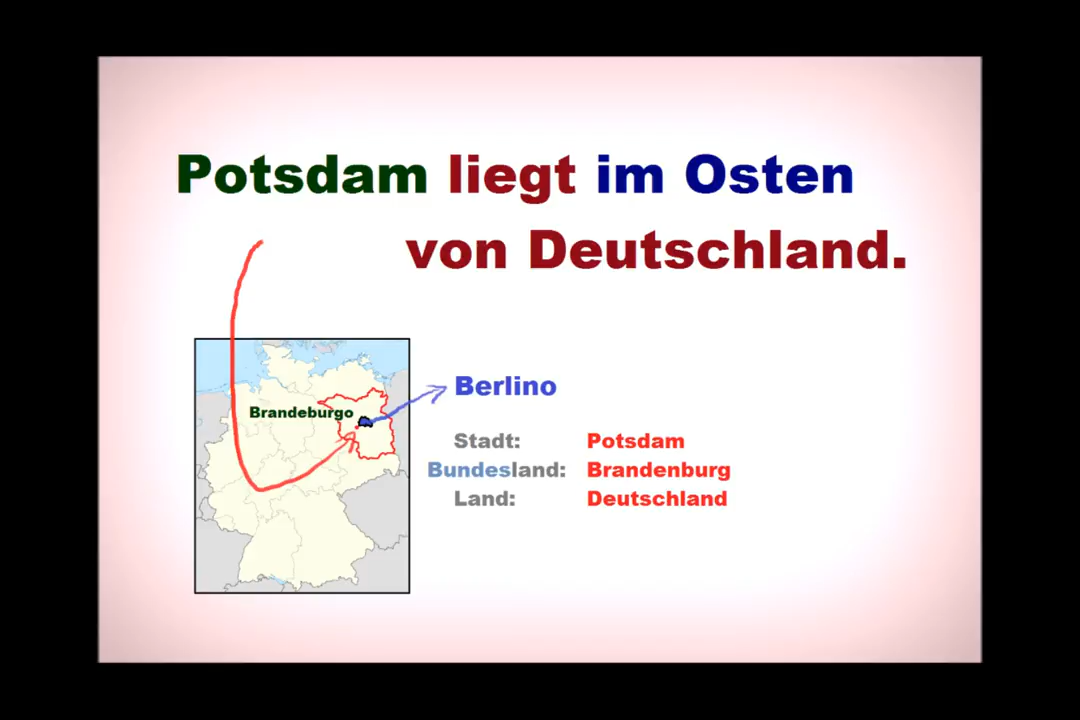 Potsdam liegt im Osten
von Deutschland.
Brandeburgo
Berlino
Stadt: Potsdam
Bundesland: Brandenburg
Land: Deutschland